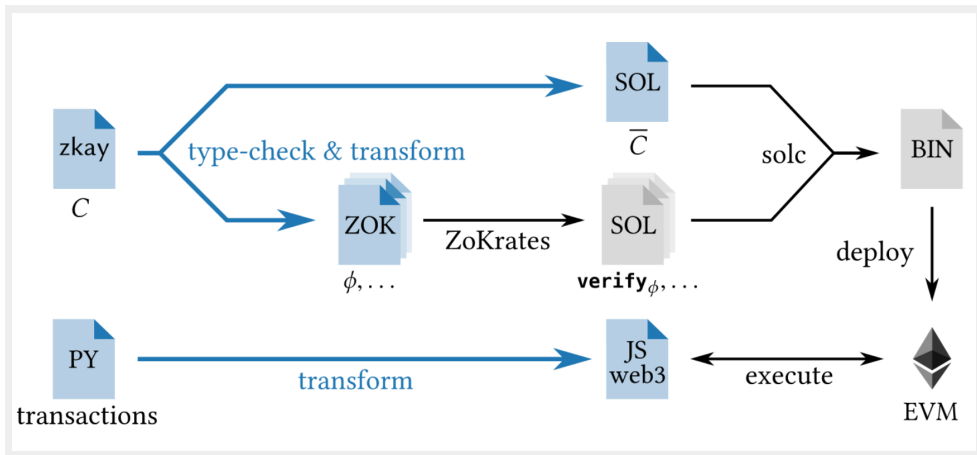 SOL
zkay
C̅
BIN
type-check & transform
solc
C
ZOK
SOL
ZoKrates
deploy
ϕ, . . .
verifyϕ, . . .
PY
JS
web3
transform
execute
transactions
EVM